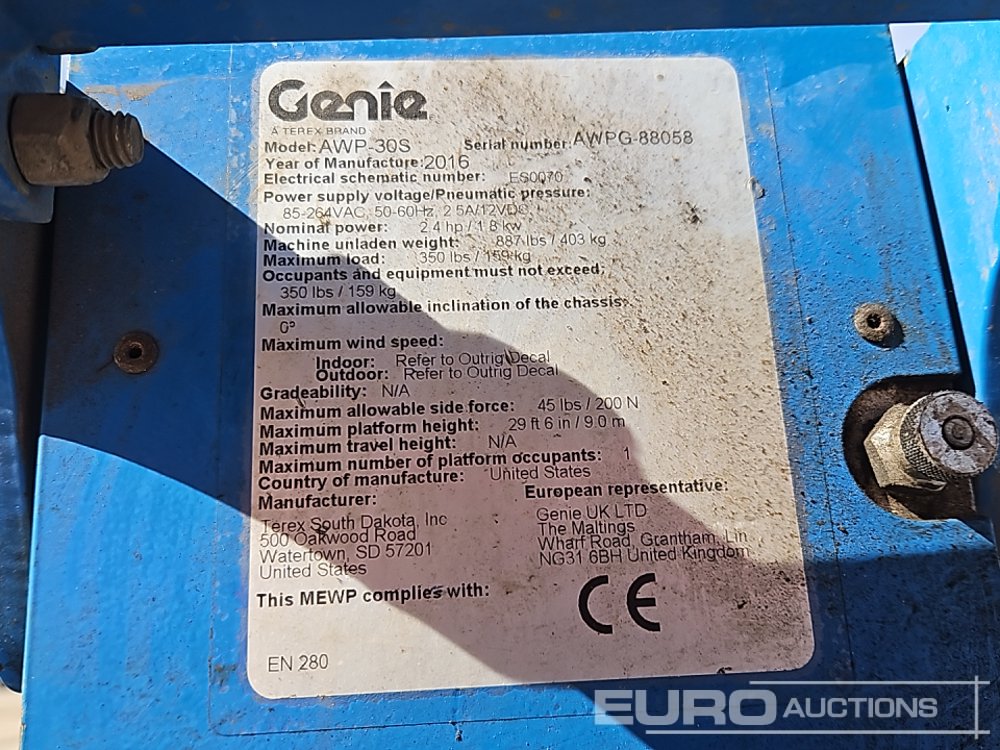 Genie
A TEREX BRAND
Model: AWP-30S Serial number: AWPG-88058
Year of Manufacture: 2016
Electrical schematic number: ES0070
Power supply voltage/Pneumatic pressure:
85-264VAC, 50-60Hz, 2.5A/12VDC,
Nominal power: 2.4 hp / 1.8 kw
Machine unladen weight: 887 lbs / 403 kg
Maximum load: 350 lbs / 159 kg
Occupants and equipment must not exceed:
350 lbs / 159 kg
Maximum allowable inclination of the chassis:
0°
Maximum wind speed:
Indoor: Refer to Outrig Decal
Outdoor: Refer to Outrig Decal
Gradeability: N/A
Maximum allowable side force: 45 lbs / 200 N
Maximum platform height: 29 ft 6 in / 9.0 m
Maximum travel height: N/A
Maximum number of platform occupants: 1
Country of manufacture: United States
Manufacturer:
Terex South Dakota, Inc
500 Oakwood Road
Watertown, SD 57201
United States
European representative:
Genie UK LTD
The Maltings
Wharf Road, Grantham, Lin
NG31 6BH United Kingdom
This MEWP complies with:
CE
EN 280
EURO AUCTIONS